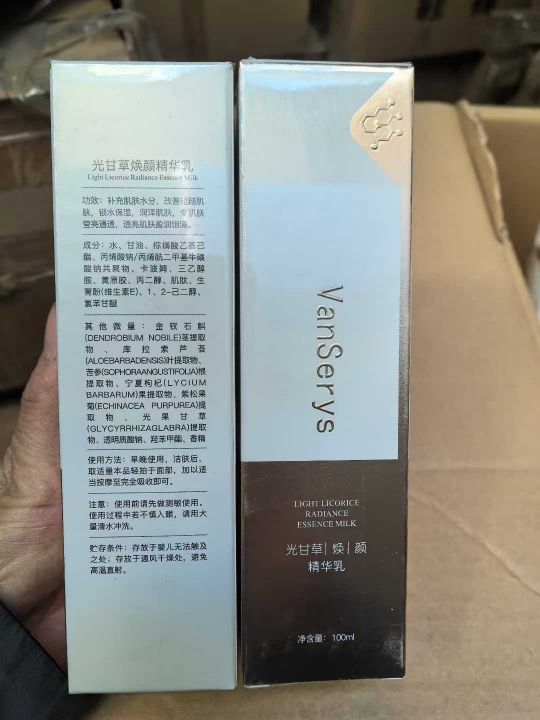 光甘草焕颜精华乳
Light Licorice Radiance Essence Milk
功效：补充肌肤水分，改善粗糙肌
肤，锁水保湿，润泽肌肤，令肌肤
莹亮通透，透亮肌肤盈润饱满。
成分：水、甘油、棕榈酸乙基己
酯、丙烯酸钠/丙烯酰二甲基牛磺
酸钠共聚物、卡波姆、三乙醇
胺、黄原胶、丙二醇、肌肽、生
育酚(维生素E)、1、2-己二醇、
氯苯甘醚
其他微量：金钗石斛
(DENDROBIUM NOBILE)茎提取
物、库拉索芦荟
(ALOEBARBADENSIS)叶提取物、
苦参(SOPHORAANGUSTIFOLIA)根
提取物、宁夏枸杞(LYCIUM
BARBARUM)果提取物、紫松果
菊(ECHINACEA PURPUREA)提
取物、光果甘草
(GLYCYRRHIZAGLABRA)提取
物、透明质酸钠、羟苯甲酯、香精
使用方法：早晚使用，洁肤后，
取适量本品轻拍于面部，加以适
当按摩至完全吸收即可。
注意：使用前请先做测敏使用。
使用过程中若不慎入眼，请用大
量清水冲洗。
贮存条件：存放于婴儿无法触及
之处；存放于通风干燥处，避免
高温直射。
VanSerys
LIGHT LICORICE
RADIANCE
ESSENCE MILK
光甘草|焕|颜
精华乳
净含量：100ml